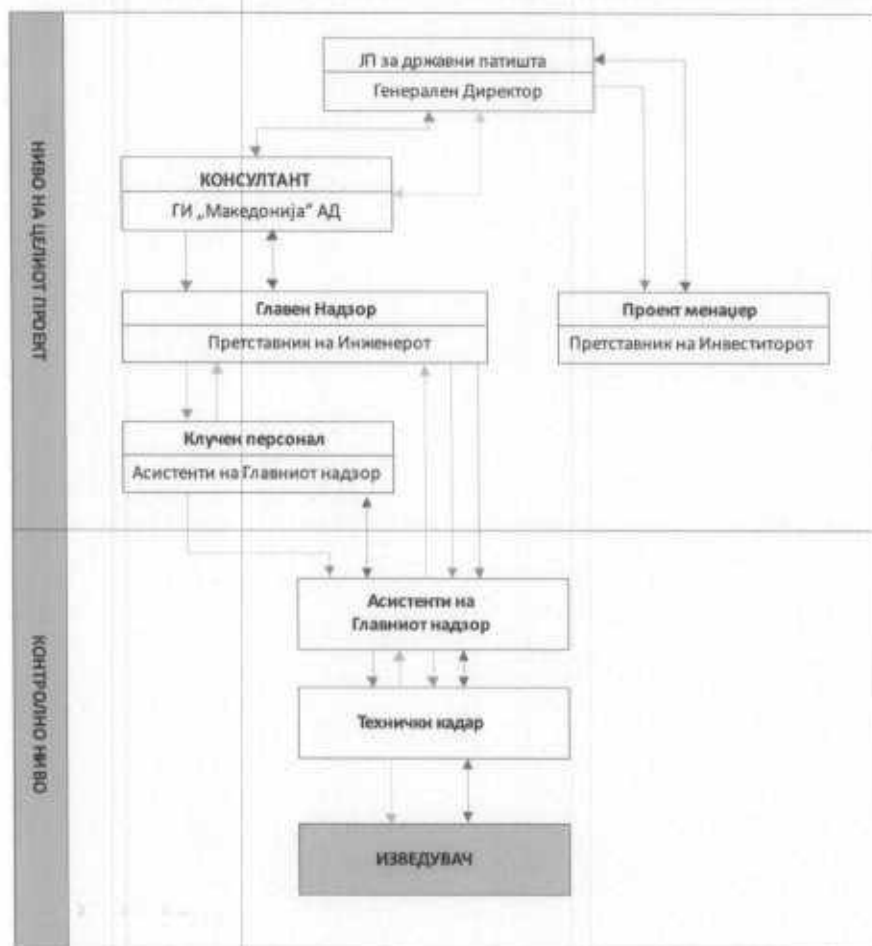 НИВО НА ЦЕЛИОТ ПРОЕКТ
ЈП за државни патишта
Генерален Директор
КОНСУЛТАНТ
ГИ „Македонија“ АД
Главен Надзор
Претставник на Инженерот
Проект менаџер
Претставник на Инвеститорот
Клучен персонал
Асистенти на Главниот надзор
КОНТРОЛНО НИВО
Асистенти на
Главниот надзор
Технички кадар
ИЗВЕДУВАЧ